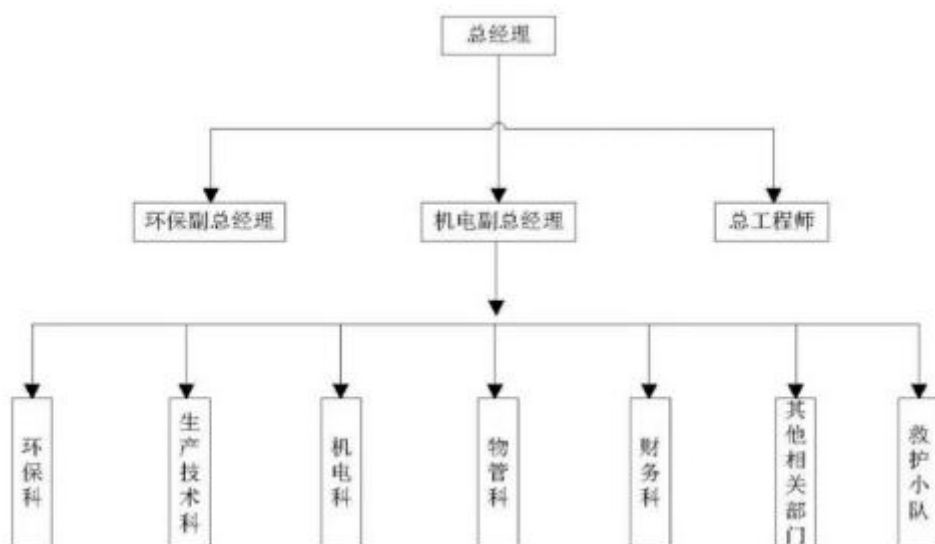 总经理
环保副总经理
机电副总经理
总工程师
环保科
生产技术科
机电科
物管科
财务科
其他相关部门
救护小队